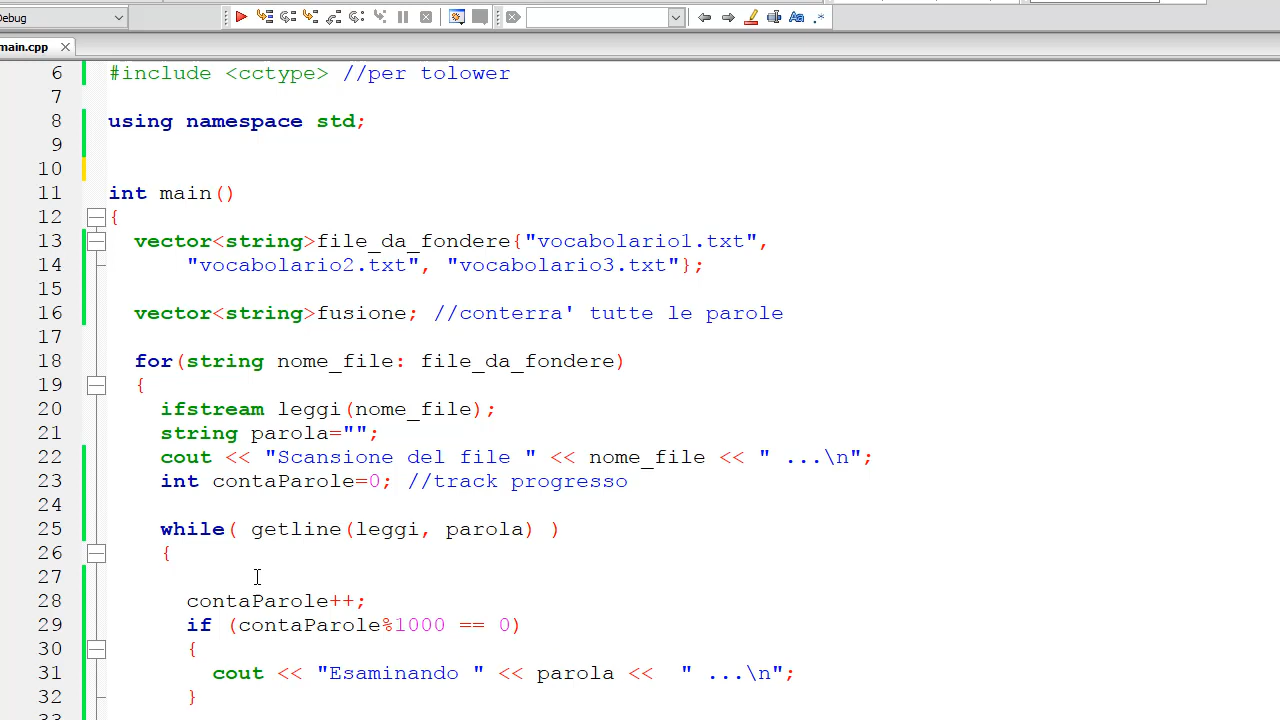 Debug
main.cpp
6 #include <cctype> //per tolower
7
8 using namespace std;
9
10
11 int main()
12 {
13 vector<string>file_da_fondere{"vocabolario1.txt",
14 "vocabolario2.txt", "vocabolario3.txt"};
15
16 vector<string>fusione; //conterra' tutte le parole
17
18 for(string nome_file: file_da_fondere)
19 {
20 ifstream leggi(nome_file);
21 string parola="";
22 cout << "Scansione del file " << nome_file << " ...\n";
23 int contaParole=0; //track progresso
24
25 while( getline(leggi, parola) )
26 {
27
28 contaParole++;
29 if (contaParole%1000 == 0)
30 {
31 cout << "Esaminando " << parola << " ...\n";
32 }
33